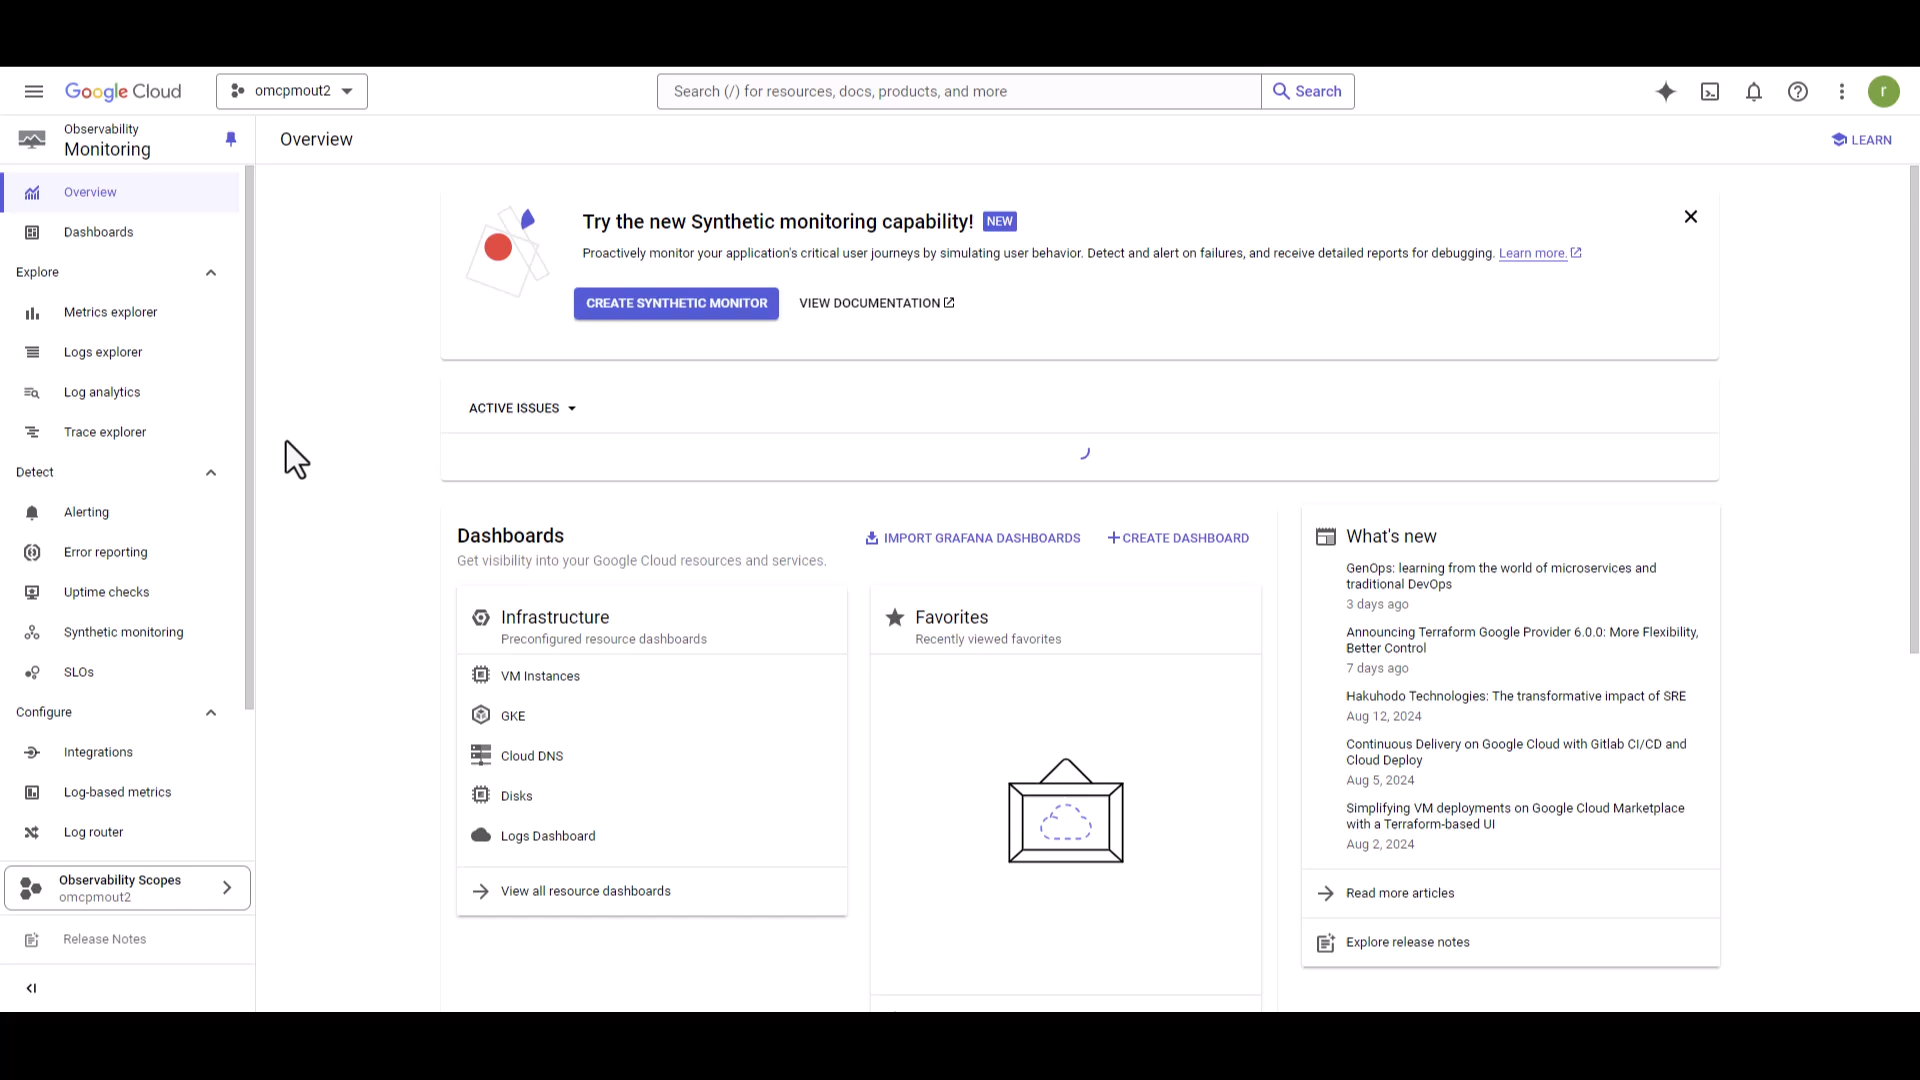 Google Cloud
omcpmout2
Search (/) for resources, docs, products, and more
Search
r
Observability
Monitoring
Overview
LEARN
Overview
Dashboards
Explore
Metrics explorer
Logs explorer
Log analytics
Trace explorer
Detect
Alerting
Error reporting
Uptime checks
Synthetic monitoring
SLOs
Configure
Integrations
Log-based metrics
Log router
Observability Scopes
omcpmout2
Release Notes
Try the new Synthetic monitoring capability! NEW
Proactively monitor your application's critical user journeys by simulating user behavior. Detect and alert on failures, and receive detailed reports for debugging. Learn more.
CREATE SYNTHETIC MONITOR
VIEW DOCUMENTATION
ACTIVE ISSUES
Dashboards
Get visibility into your Google Cloud resources and services.
IMPORT GRAFANA DASHBOARDS
CREATE DASHBOARD
Infrastructure
Preconfigured resource dashboards
VM Instances
GKE
Cloud DNS
Disks
Logs Dashboard
View all resource dashboards
Favorites
Recently viewed favorites
What's new
GenOps: learning from the world of microservices and
traditional DevOps
3 days ago
Announcing Terraform Google Provider 6.0.0: More Flexibility,
Better Control
7 days ago
Hakuhodo Technologies: The transformative impact of SRE
Aug 12, 2024
Continuous Delivery on Google Cloud with Gitlab CI/CD and
Cloud Deploy
Aug 5, 2024
Simplifying VM deployments on Google Cloud Marketplace
with a Terraform-based UI
Aug 2, 2024
Read more articles
Explore release notes